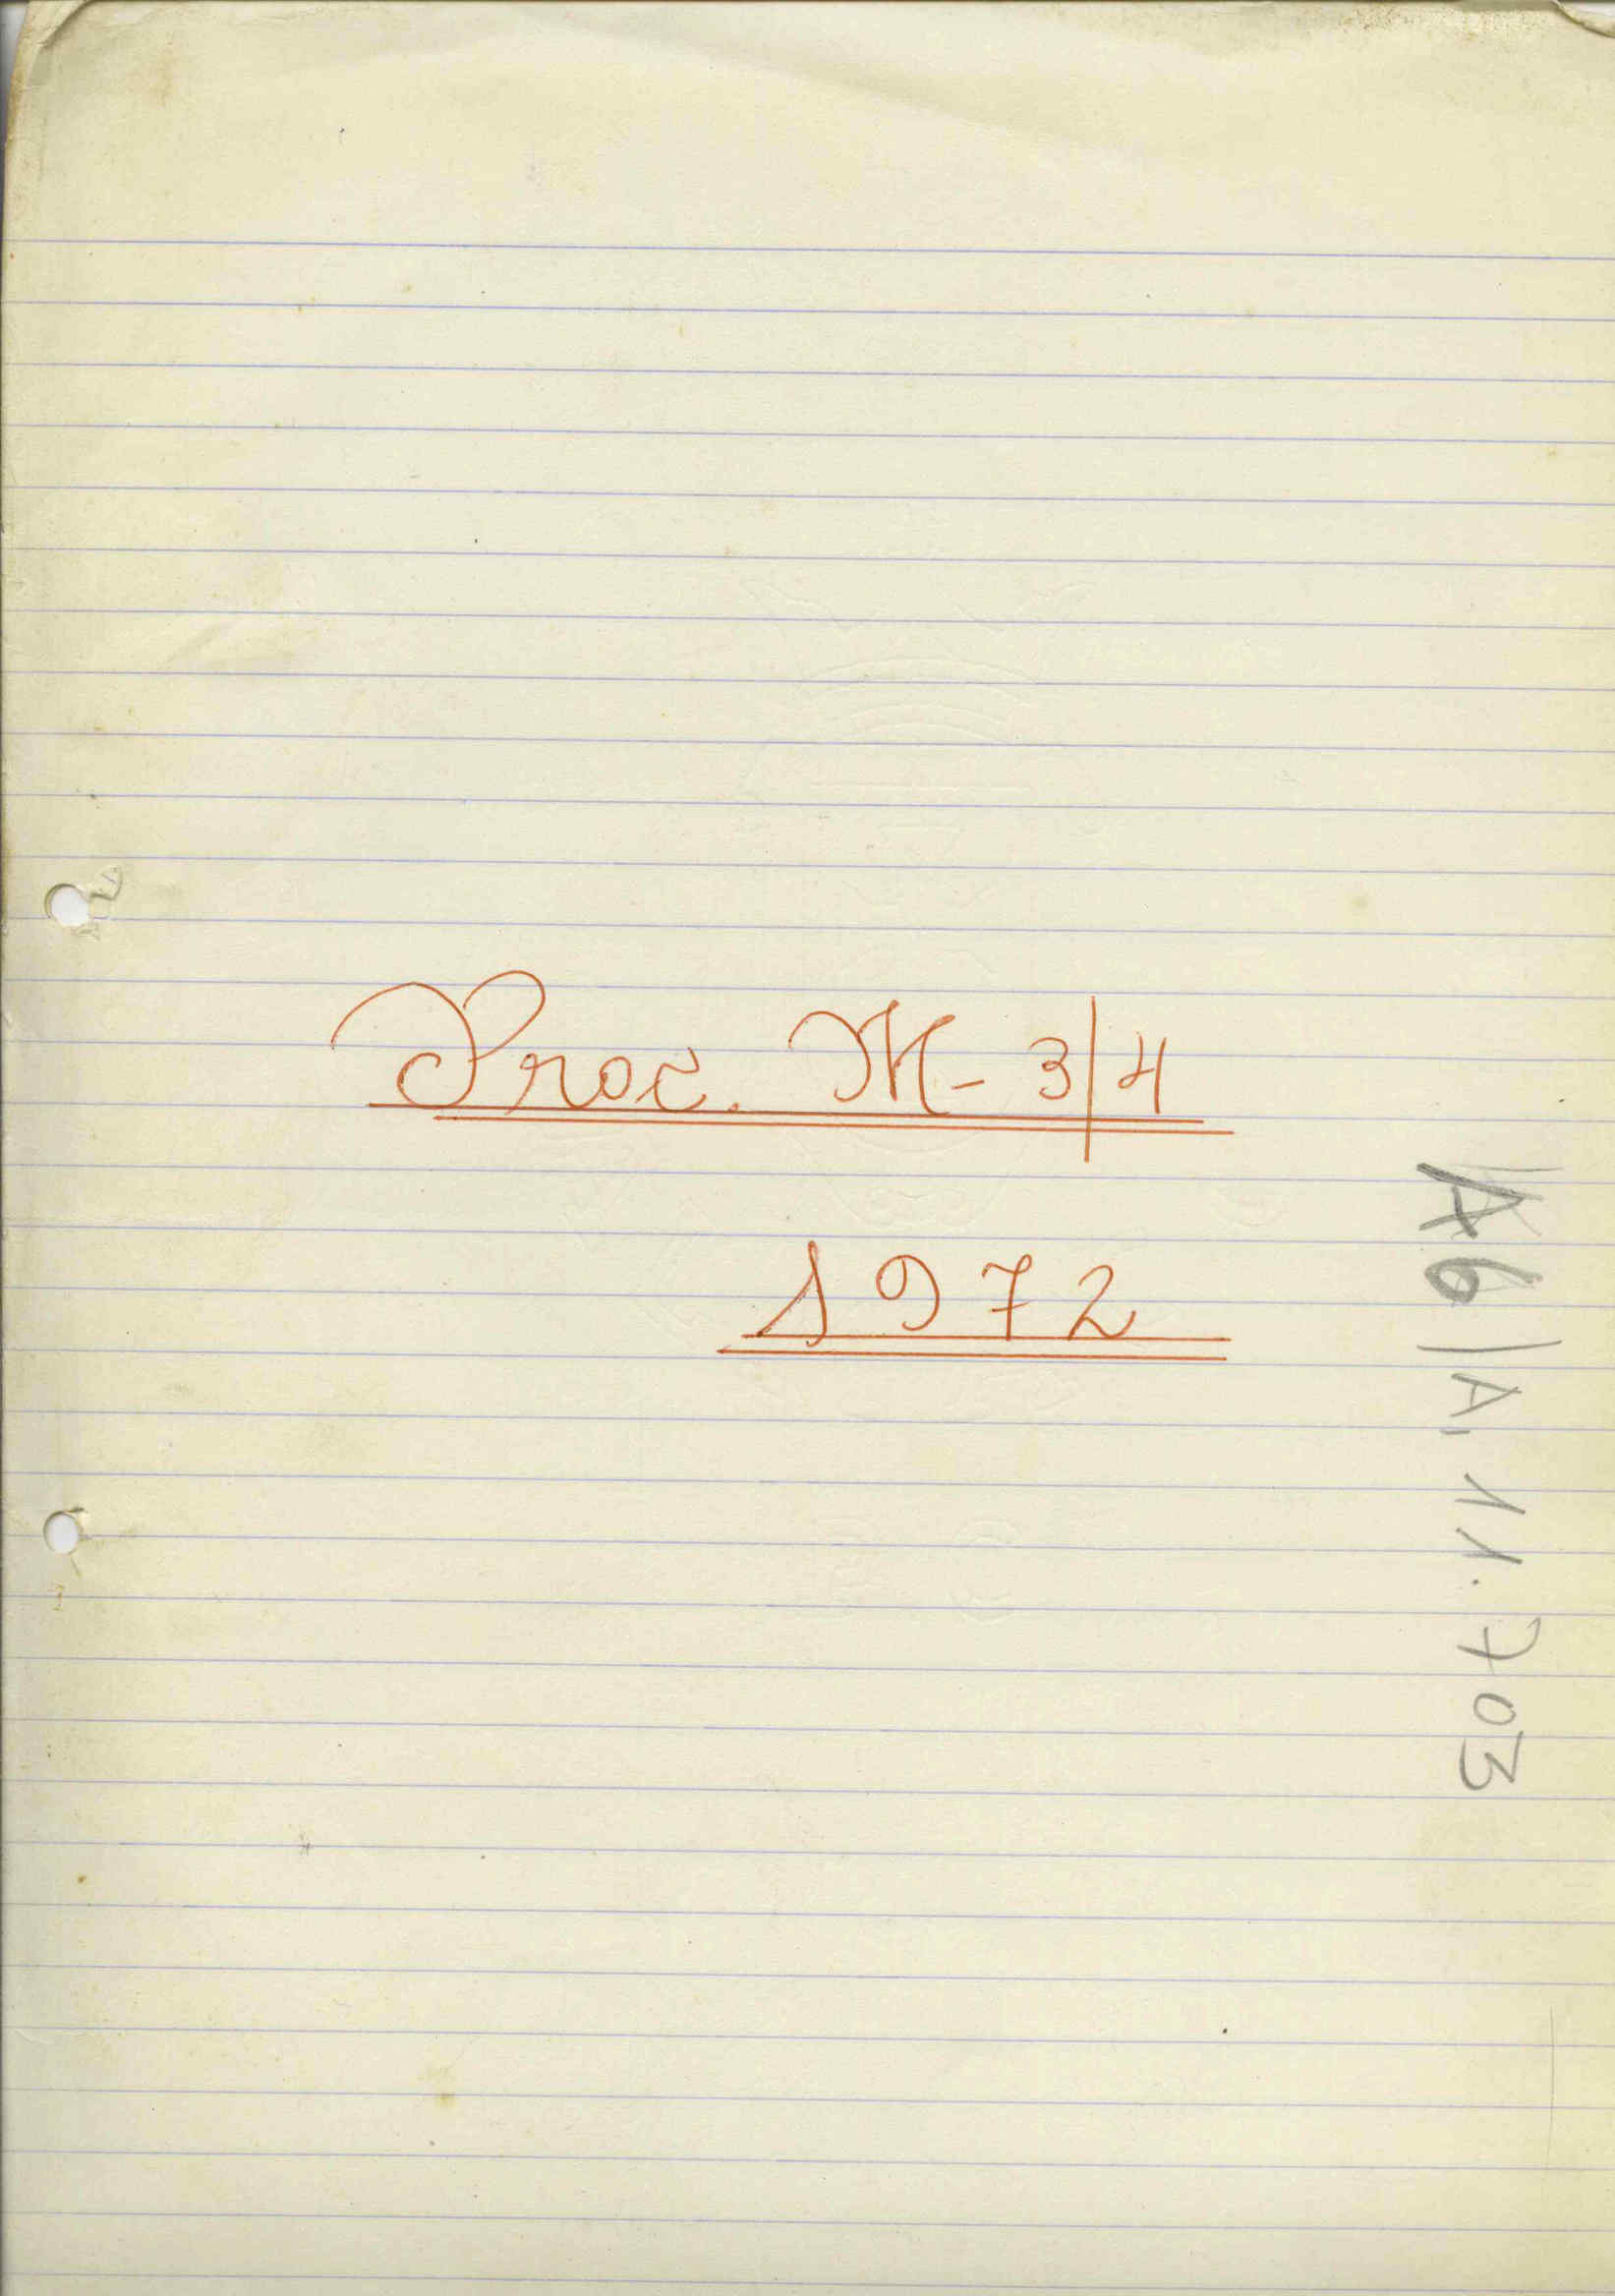 Proc. M- 3/4
1972
A6/A.11.703